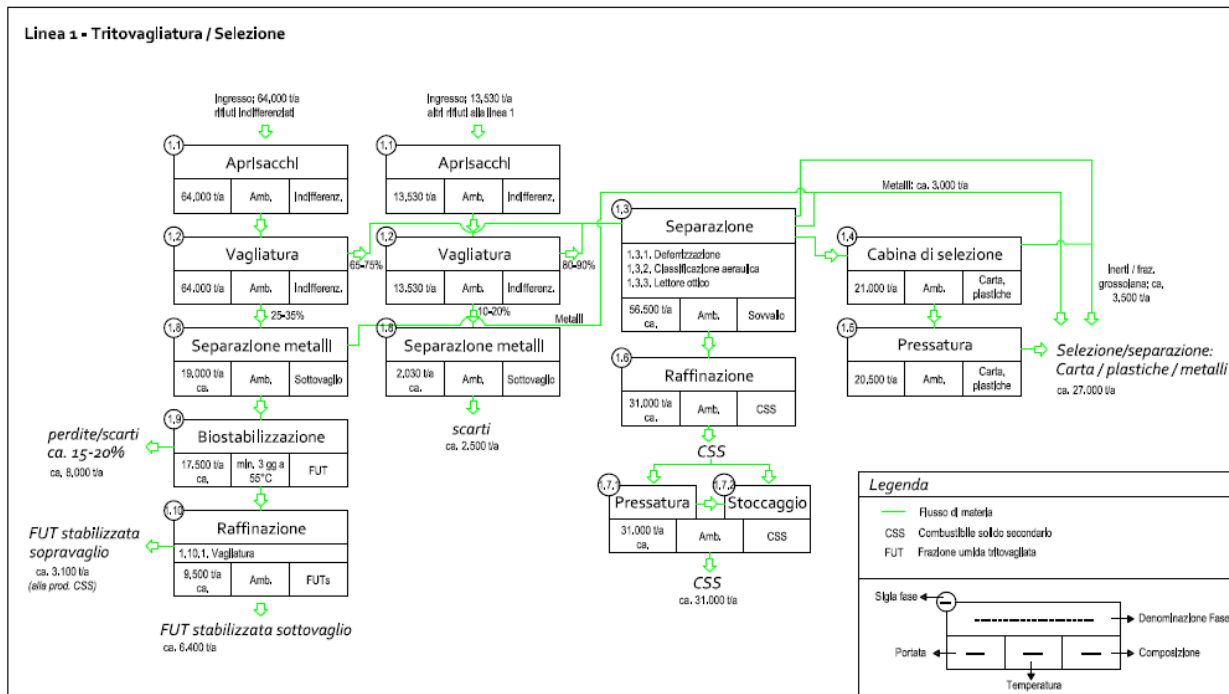 Linea 1 - Tritovagliatura / Selezione
Ingresso; 64,000 t/a
rifiuti indifferenziati
Ingresso; 13,530 t/a
altri rifiuti alla linea 1
1.1
Aprisacchi
64,000 t/a
Amb.
Indifferenz.
1.1
Aprisacchi
13,530 t/a
Amb.
Indifferenz.
1.2
Vagliatura
64.000 t/a
Amb.
Indifferenz.
65-75%
25-35%
1.2
Vagliatura
13.530 t/a
Amb.
Indifferenz.
80-90%
10-20%
Metalli
1.8
Separazione metalli
19,000 t/a
ca.
Amb.
Sottovaglio
1.8
Separazione metalli
2,030 t/a
ca.
Amb.
Sottovaglio
scarti
ca. 2.500 t/a
1.9
Biostabilizzazione
17.500 t/a
ca.
min. 3 gg a
55°C
FUT
perdite/scarti
ca. 15-20%
ca. 8,000 t/a
1.10
Raffinazione
1.10.1. Vagliatura
9,500 t/a
ca.
Amb.
FUTs
FUT stabilizzata
sopravaglio
ca. 3.100 t/a
(alla prod. CSS)
FUT stabilizzata sottovaglio
ca. 6.400 t/a
1.3
Separazione
1.3.1. Deferrizzazione
1.3.2. Classificazione aeraulica
1.3.3. Lettore ottico
56.500 t/a
ca.
Amb.
Sovvallo
1.6
Raffinazione
31,000 t/a
ca.
Amb.
CSS
CSS
1.7.1
Pressatura
1.7.2
Stoccaggio
31.000 t/a
ca.
Amb.
CSS
CSS
ca. 31.000 t/a
Metalli: ca. 3.000 t/a
1.4
Cabina di selezione
21.000 t/a
Amb.
Carta,
plastiche
1.5
Pressatura
20,500 t/a
Amb.
Carta,
plastiche
Inerti / fraz.
grossolana; ca.
3,500 t/a
Selezione/separazione:
Carta / plastiche / metalli
ca. 27.000 t/a
Legenda
Flusso di materia
CSS Combustibile solido secondario
FUT Frazione umida tritovagliata
Sigla fase
Denominazione Fase
Portata
Composizione
Temperatura